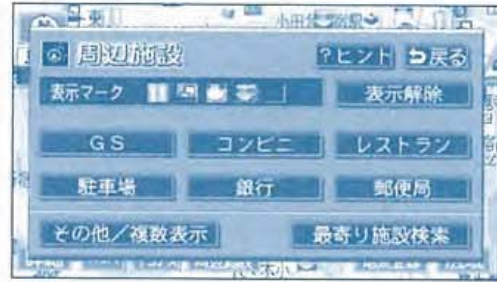 周辺施設 ?ヒント 戻る
表示マーク 表示解除
GS コンビニ レストラン
駐車場 銀行 郵便局
その他/複数表示 最寄り施設検索